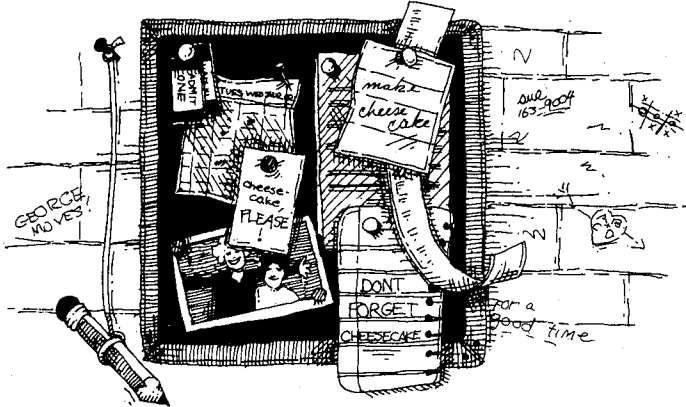 ADMIT
ONE
TUES WED THUR
make
cheese
cake
cheese-
cake
PLEASE
!
DONT
FORGET
CHEESECAKE
GEORGE
MOVES!
sue
163-9004
for a
good time